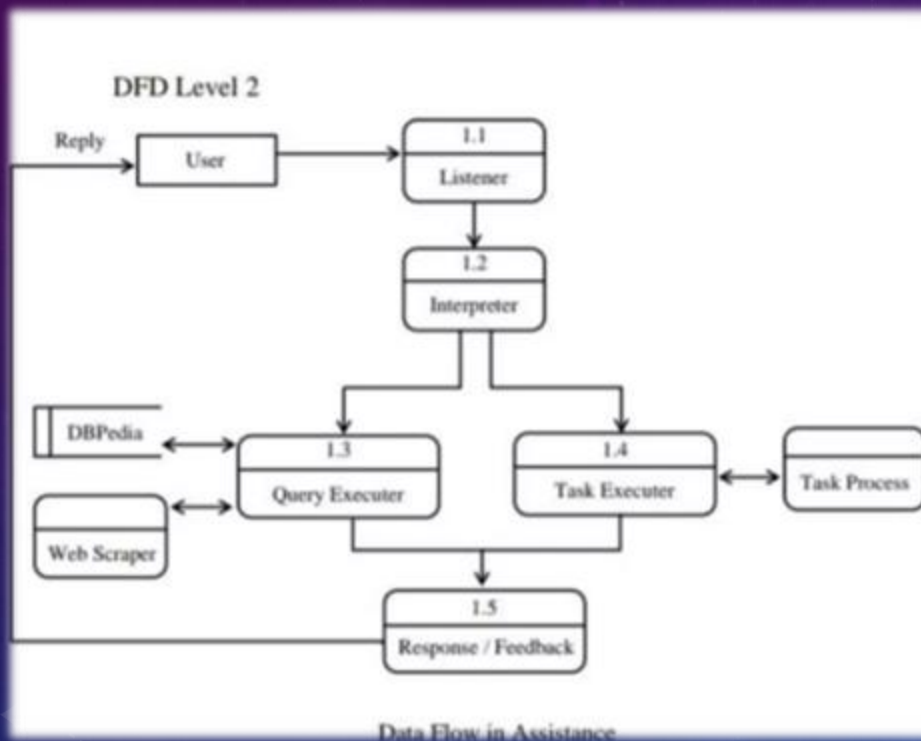 DFD Level 2
Reply
User
1.1
Listener
1.2
Interpreter
DBPedia
1.3
Query Executer
1.4
Task Executer
Task Process
Web Scraper
1.5
Response / Feedback
Data Flow in Assistance